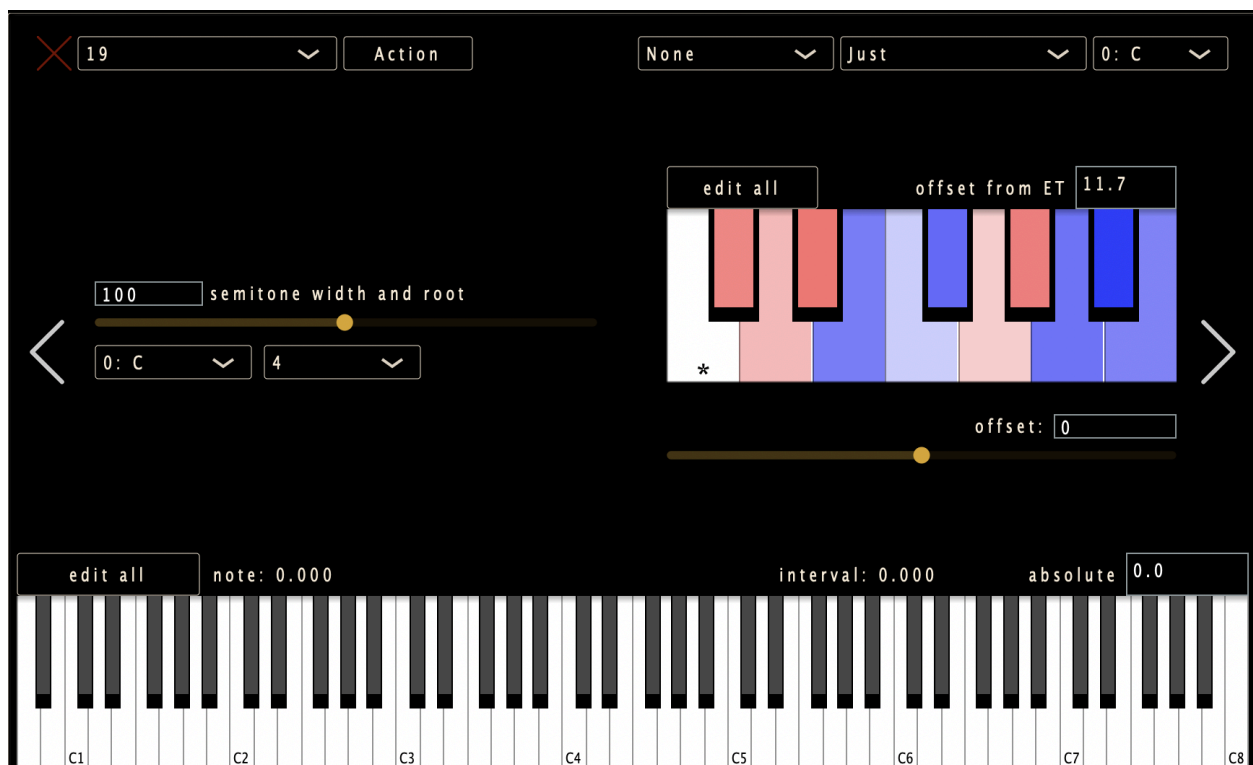 19 Action None Just 0: C
edit all offset from ET 11.7
100 semitone width and root
0: C 4
*
offset: 0
edit all note: 0.000 interval: 0.000 absolute 0.0
C1 C2 C3 C4 C5 C6 C7 C8